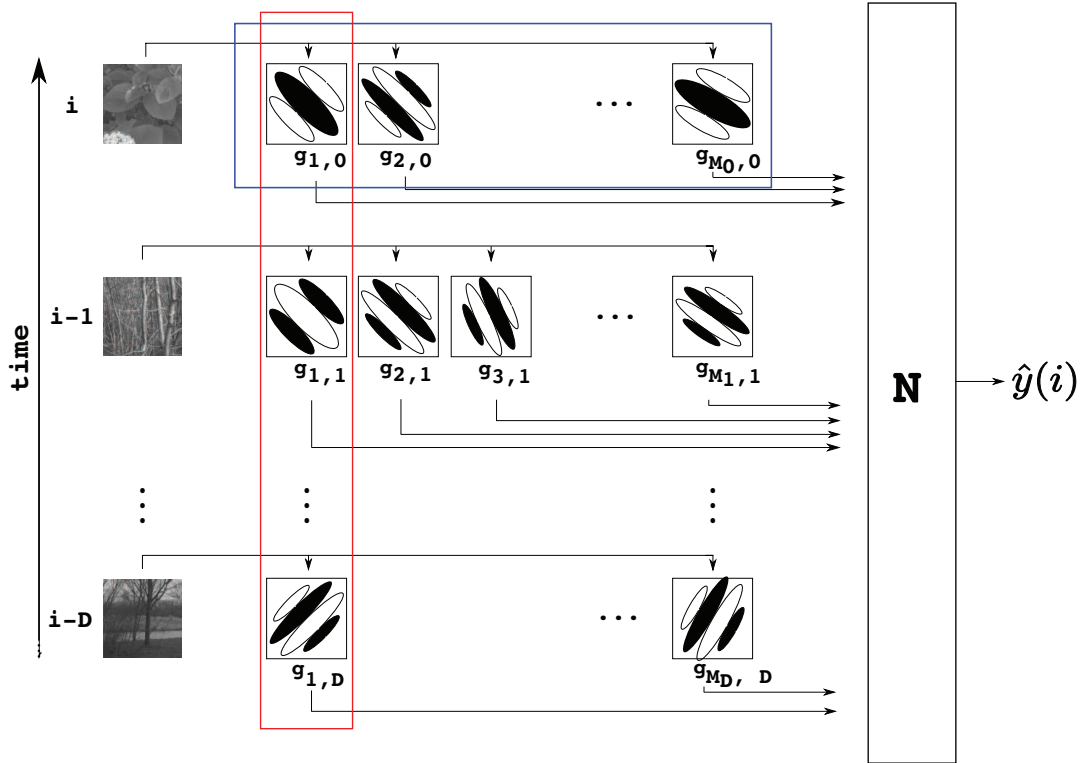 i
g1,0 g2,0 ... gM0,0
i-1
g1,1 g2,1 g3,1 ... gM1,1
time
N
ŷ(i)
i-D
g1,D ... gMD, D